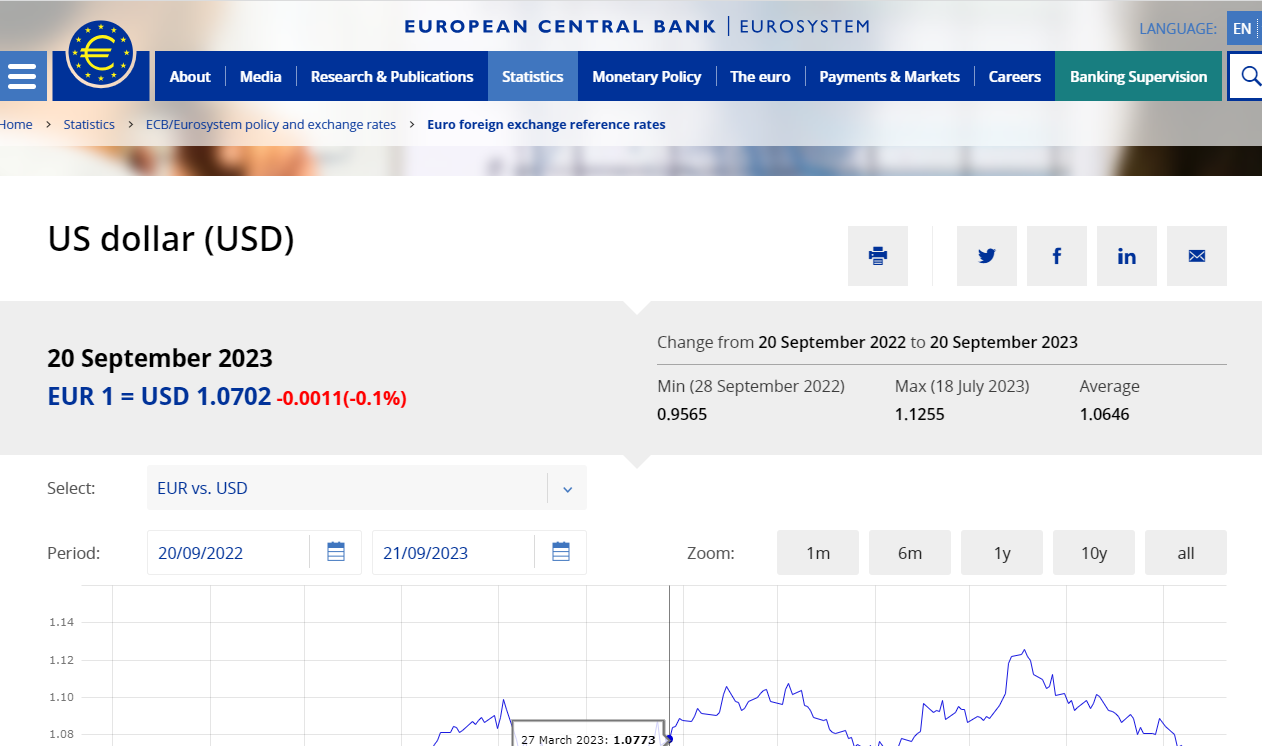 EUROPEAN CENTRAL BANK | EUROSYSTEM
LANGUAGE: EN
About Media Research & Publications Statistics Monetary Policy The euro Payments & Markets Careers Banking Supervision
Home > Statistics > ECB/Eurosystem policy and exchange rates > Euro foreign exchange reference rates
US dollar (USD)
20 September 2023
EUR 1 = USD 1.0702 -0.0011(-0.1%)
Change from 20 September 2022 to 20 September 2023
Min (28 September 2022) Max (18 July 2023) Average
0.9565 1.1255 1.0646
Select: EUR vs. USD
Period: 20/09/2022 21/09/2023 Zoom: 1m 6m 1y 10y all
1.14
1.12
1.10
1.08
27 March 2023: 1.0773